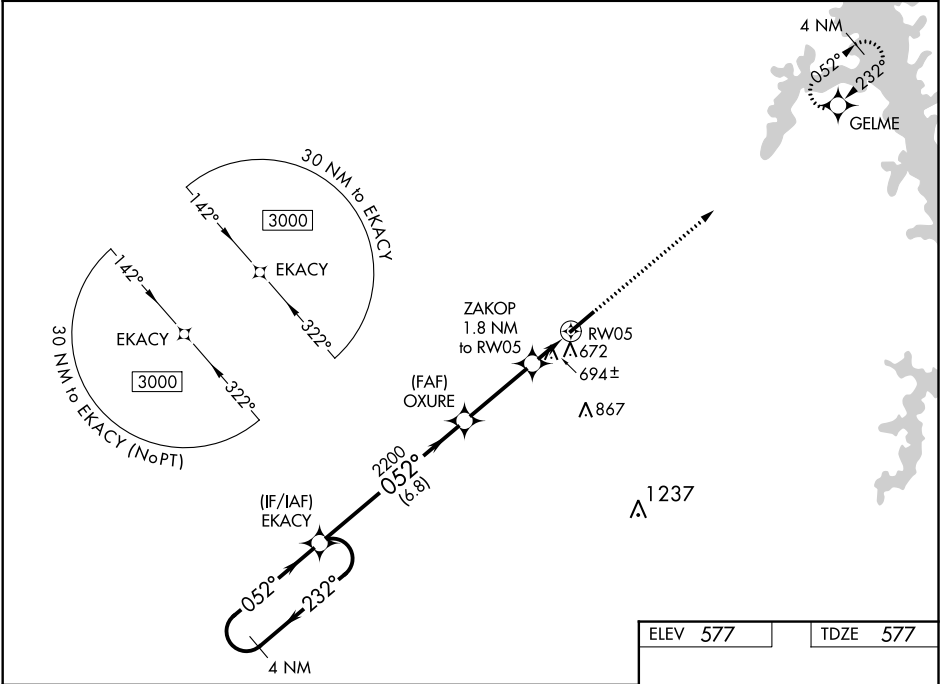 4 NM
052°
232°
GELME
30 NM to EKACY
142°
3000
EKACY
322°
142°
EKACY
3000
322°
30 NM to EKACY (NoPT)
ZAKOP
1.8 NM
to RW05
RW05
672
694±
(FAF)
OXURE
867
2200
052°
(6.8)
(IF/IAF)
EKACY
1237
052°
232°
4 NM
ELEV 577
TDZE 577